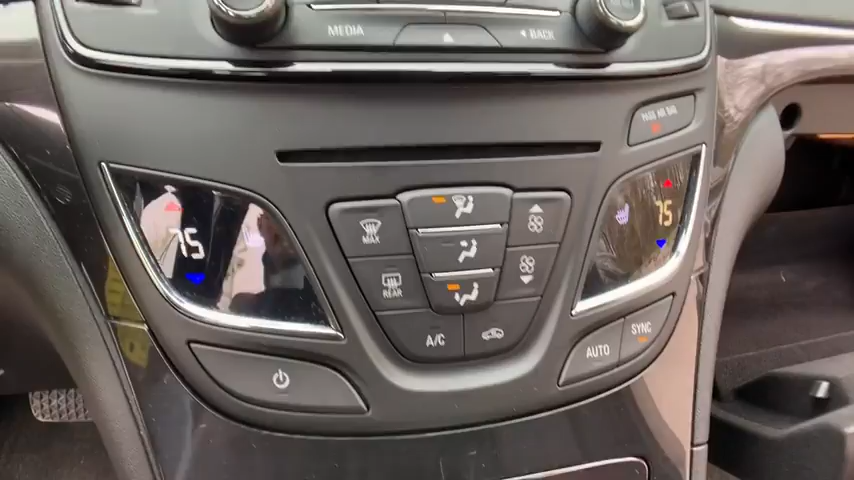 MEDIA
BACK
PASS AIR BAG
75
MAX
REAR
A/C
75
AUTO
SYNC